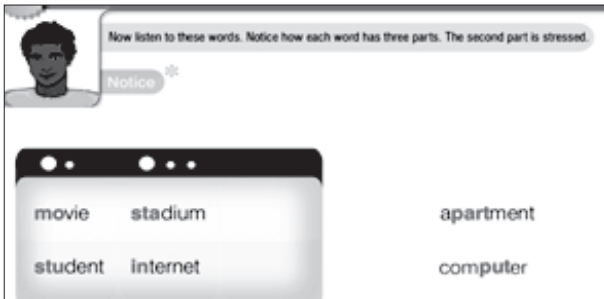 Now listen to these words. Notice how each word has three parts. The second part is stressed.
Notice *
movie stadium apartment
student internet computer